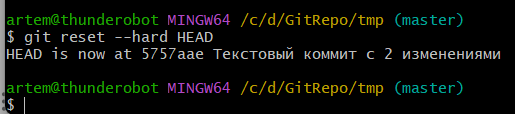 artem@thunderobot MINGW64 /c/d/GitRepo/tmp (master)
$ git reset --hard HEAD
HEAD is now at 5757aae Текстовый коммит с 2 изменениями
artem@thunderobot MINGW64 /c/d/GitRepo/tmp (master)
$